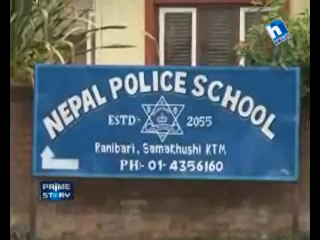 NEPAL POLICE SCHOOL
ESTD- 2055
Ranibari, Samakhushi KTM
PH:- 01- 4356160
PRiME
STORY